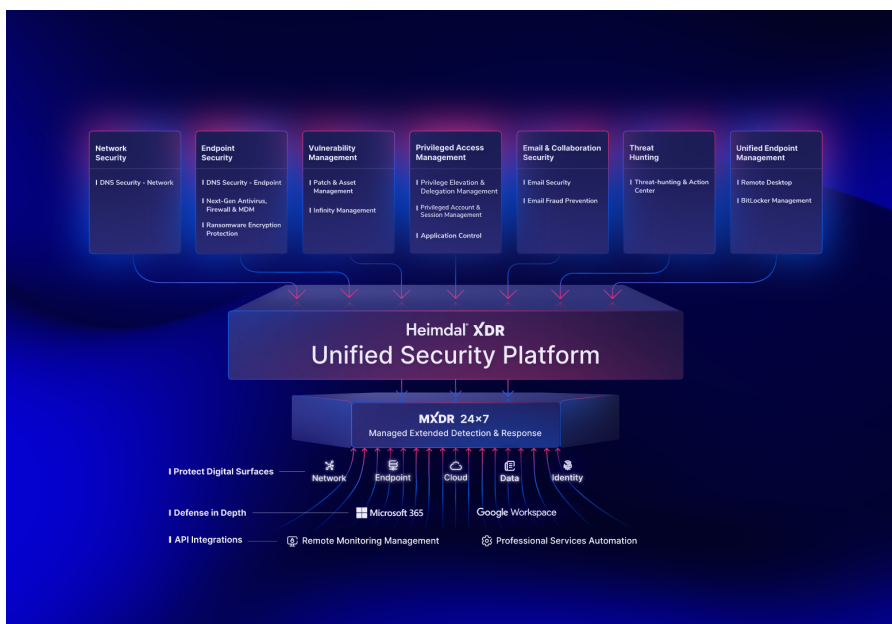 Network
Security
DNS Security - Network
Endpoint
Security
DNS Security - Endpoint
Next-Gen Antivirus,
Firewall & MDM
Ransomware Encryption
Protection
Vulnerability
Management
Patch & Asset
Management
Infinity Management
Privileged Access
Management
Privilege Elevation &
Delegation Management
Privileged Account &
Session Management
Application Control
Email & Collaboration
Security
Email Security
Email Fraud Prevention
Threat
Hunting
Threat-hunting & Action
Center
Unified Endpoint
Management
Remote Desktop
BitLocker Management
Heimdal® XDR
Unified Security Platform
MXDR 24×7
Managed Extended Detection & Response
Protect Digital Surfaces
Network
Endpoint
Cloud
Data
Identity
Defense in Depth
Microsoft 365
Google Workspace
API Integrations
Remote Monitoring Management
Professional Services Automation